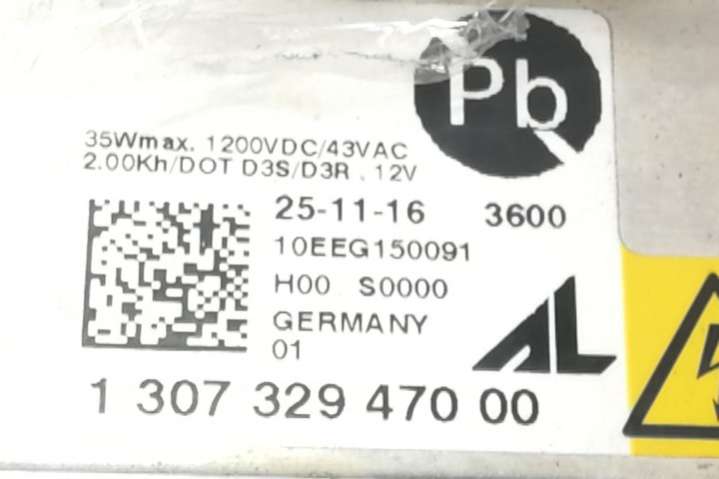 Pb
35Wmax. 1200VDC/43VAC
2.00Kh/DOT D3S/D3R . 12V
25-11-16 3600
10EEG150091
H00 S0000
GERMANY
01
AL
1 307 329 470 00